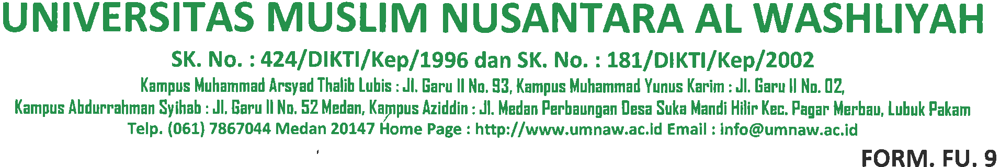 UNIVERSITAS MUSLIM NUSANTARA AL WASHLIYAH
SK. No. : 424/DIKTI/Kep/1996 dan SK. No. : 181/DIKTI/Kep/2002
Kampus Muhammad Arsyad Thalib Lubis : Jl. Garu II No. 93, Kampus Muhammad Yunus Karim : Jl. Garu II No. 02,
Kampus Abdurrahman Syihab : Jl. Garu II No. 52 Medan, Kampus Aziddin : Jl. Medan Perbaungan Desa Suka Mandi Hilir Kec. Pagar Merbau, Lubuk Pakam
Telp. (061) 7867044 Medan 20147 Home Page : http://www.umnaw.ac.id Email : info@umnaw.ac.id
FORM. FU. 9